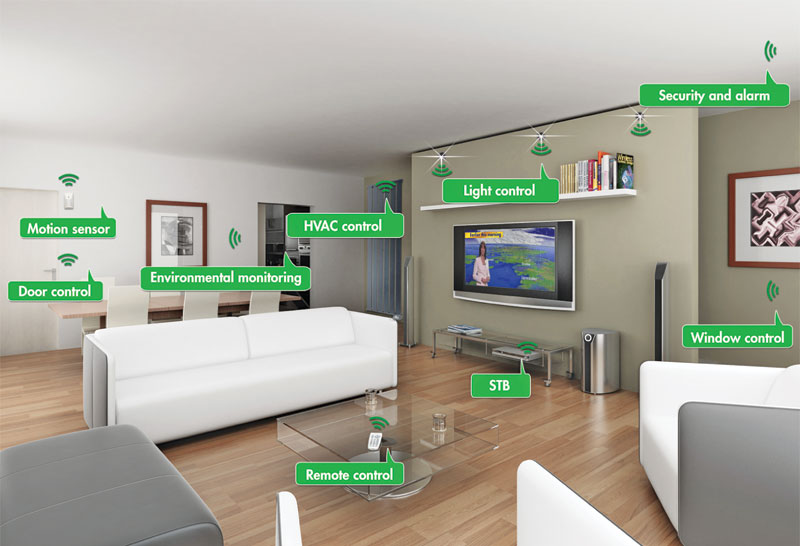 Security and alarm
Light control
Motion sensor
HVAC control
Environmental monitoring
Door control
Window control
STB
Remote control